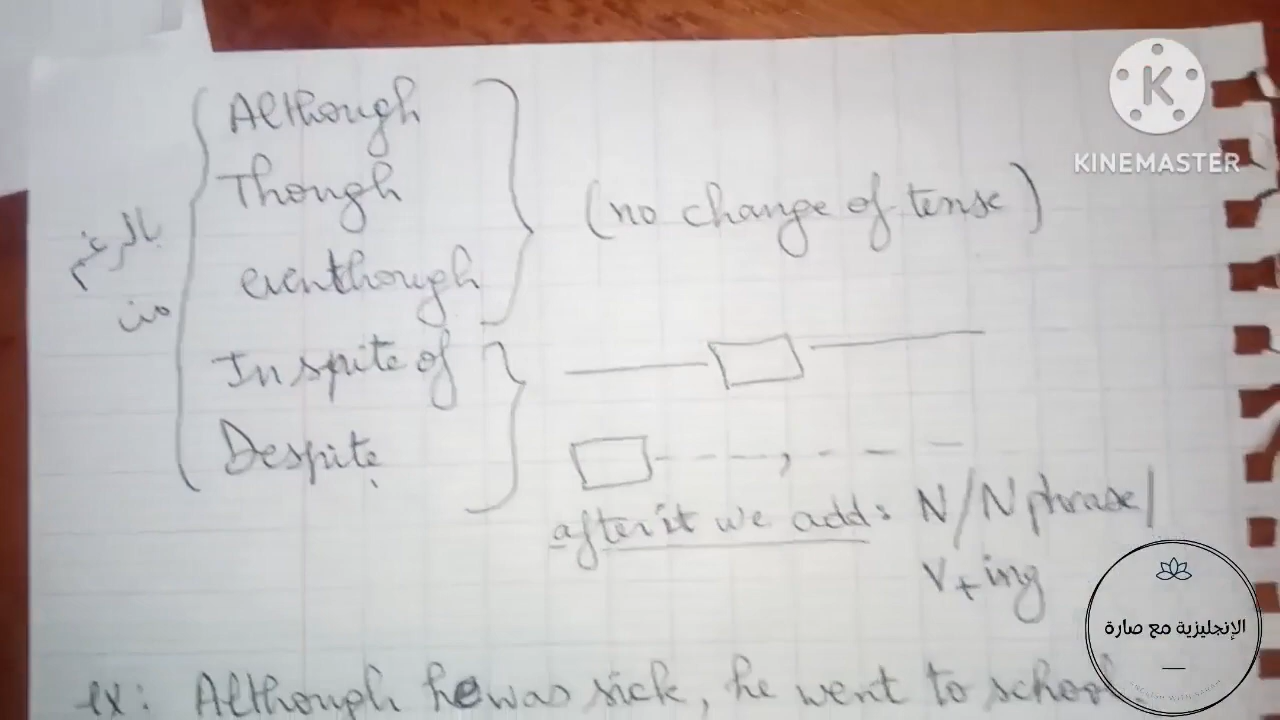 Although
Though
eventhough
(no change of tense)
بالرغم
من
In spite of
Despite
after it we add: N/N phrase/
V+ing
ex: Although he was sick, he went to school.
KINEMASTER
الإنجليزية مع صارة